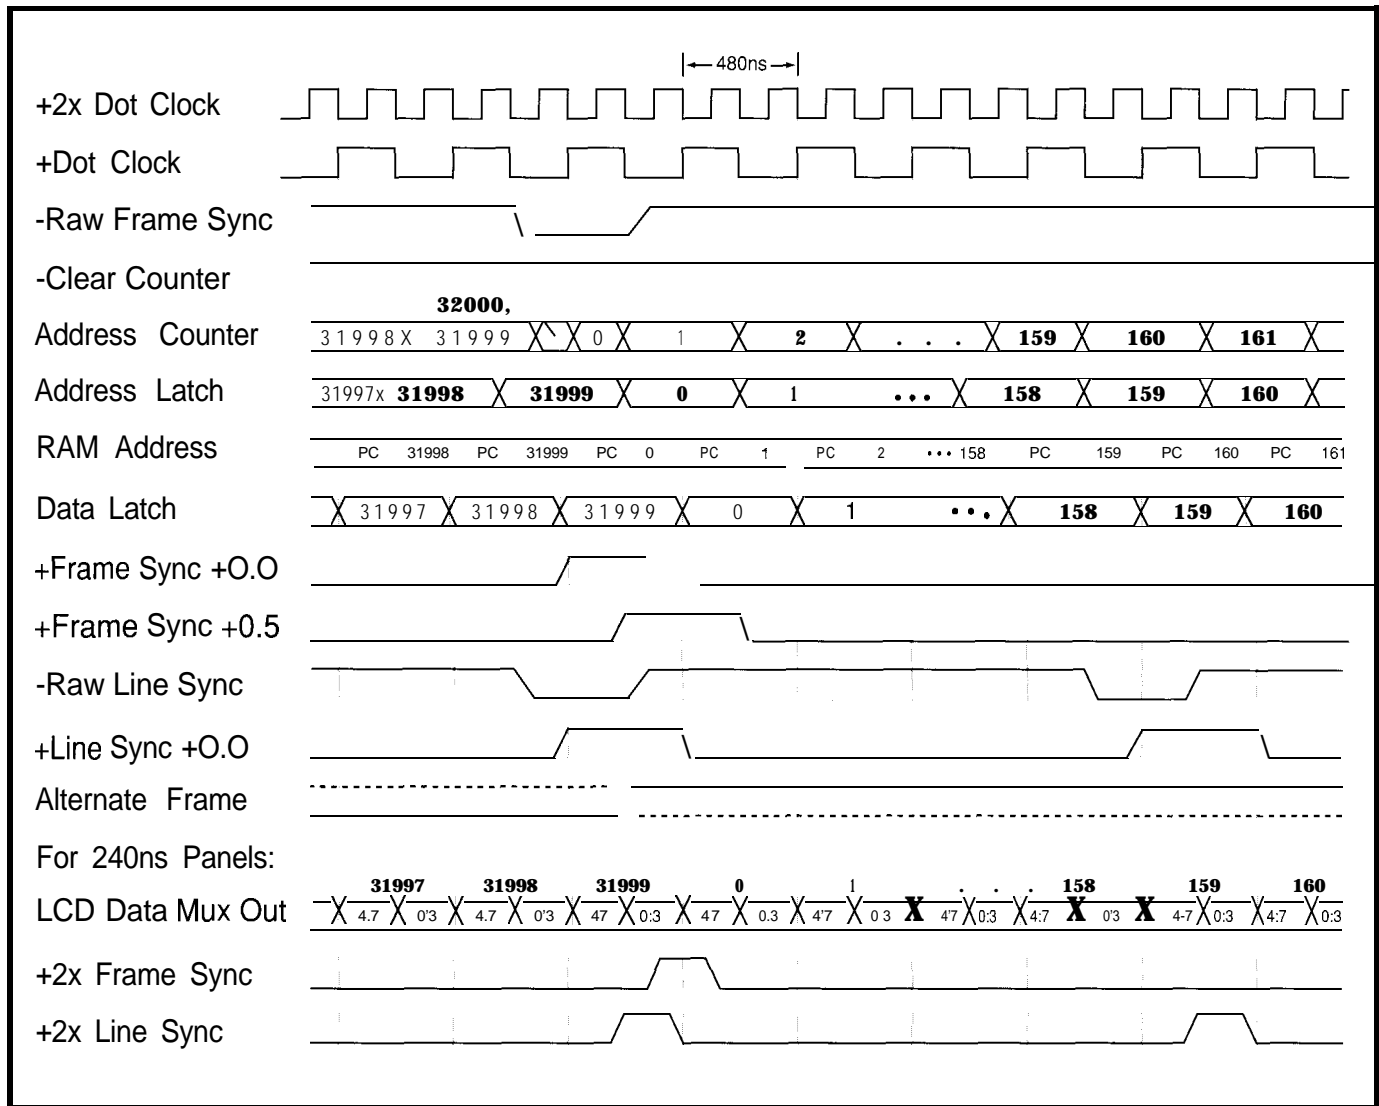 480ns
+2x Dot Clock
+Dot Clock
-Raw Frame Sync
-Clear Counter
32000,
Address Counter 31998X 31999 0 1 2 . . . 159 160 161
Address Latch 31997x 31998 31999 0 1 ... 158 159 160
RAM Address PC 31998 PC 31999 PC 0 PC 1 PC 2 ... 158 PC 159 PC 160 PC 161
Data Latch 31997 31998 31999 0 1 ... 158 159 160
+Frame Sync +O.O
+Frame Sync +0.5
-Raw Line Sync
+Line Sync +O.O
Alternate Frame
For 240ns Panels:
31997 31998 31999 0 1 . . . 158 159 160
LCD Data Mux Out 4.7 0'3 4.7 0'3 47 0:3 47 0.3 4'7 0 3 4'7 0:3 4:7 0'3 4-7 0:3 4:7 0:3
+2x Frame Sync
+2x Line Sync